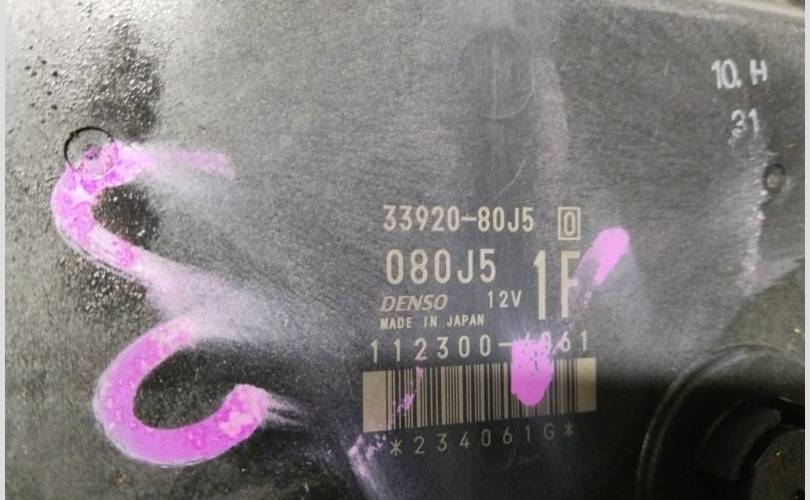 10. H
31
33920-80J5 0
080J5 1F
DENSO 12V
MADE IN JAPAN
*234061G*